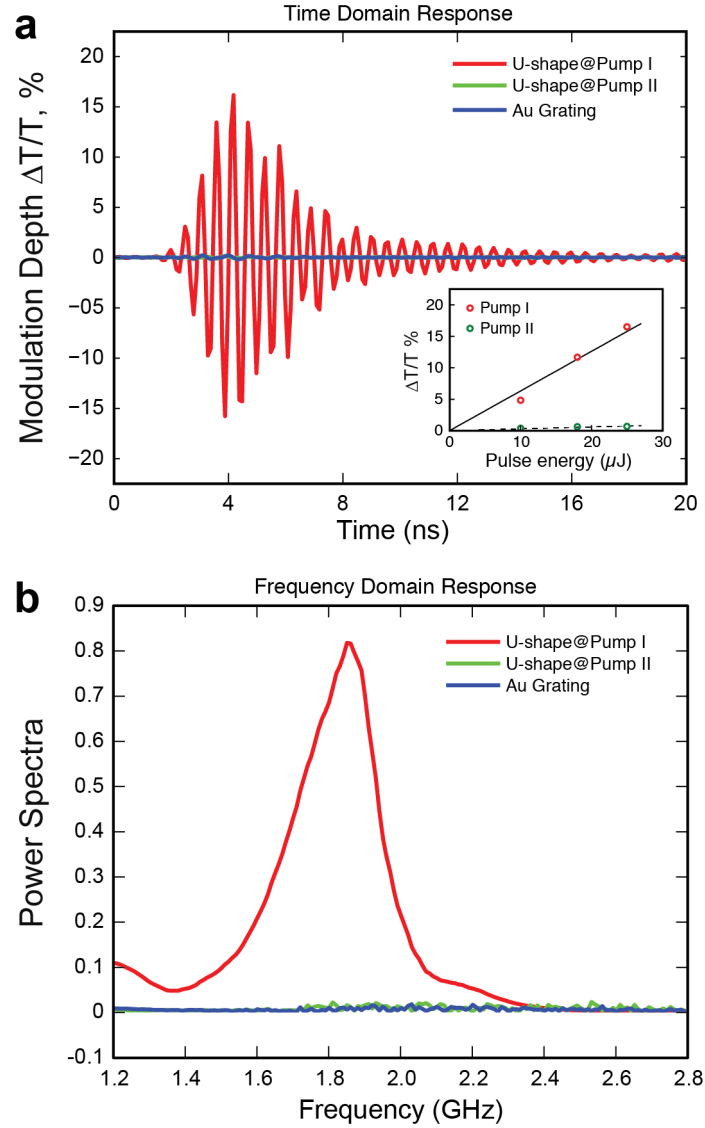 a
Time Domain Response
Modulation Depth ΔT/T, %
20
15
10
5
0
−05
−10
−15
−20
U-shape@Pump I
U-shape@Pump II
Au Grating
ΔT/T %
20
15
10
5
0
Pump I
Pump II
0 10 20 30
Pulse energy (µJ)
0 4 8 12 16 20
Time (ns)
b
Frequency Domain Response
Power Spectra
0.9
0.8
0.7
0.6
0.5
0.4
0.3
0.2
0.1
0
-0.1
U-shape@Pump I
U-shape@Pump II
Au Grating
1.2 1.4 1.6 1.8 2.0 2.2 2.4 2.6 2.8
Frequency (GHz)